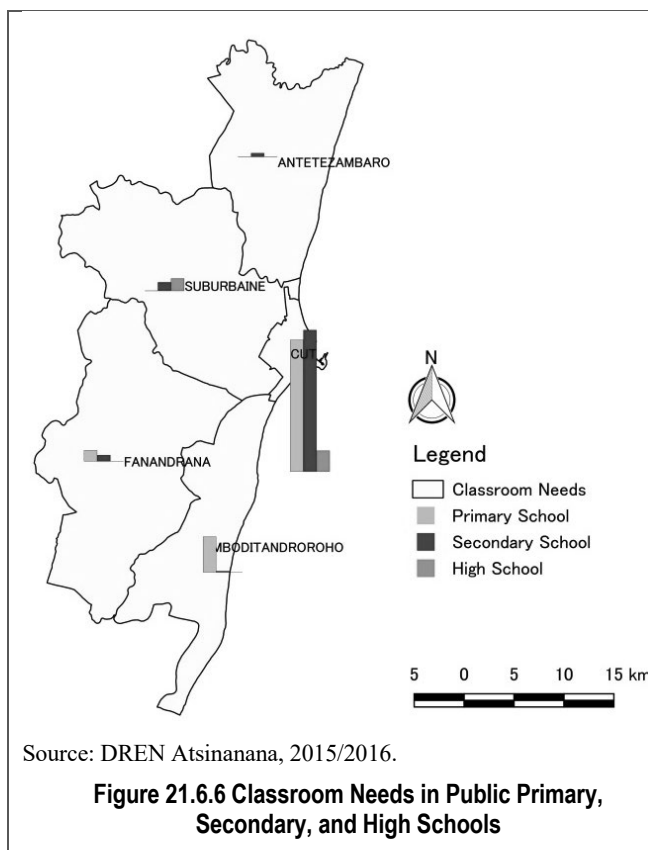 ANTETEZAMBARO
SUBURBAINE
CUT
N
FANANDRANA
MBODITANDROROHO
Legend
Classroom Needs
Primary School
Secondary School
High School
5 0 5 10 15 km
Source: DREN Atsinanana, 2015/2016.
Figure 21.6.6 Classroom Needs in Public Primary,
Secondary, and High Schools